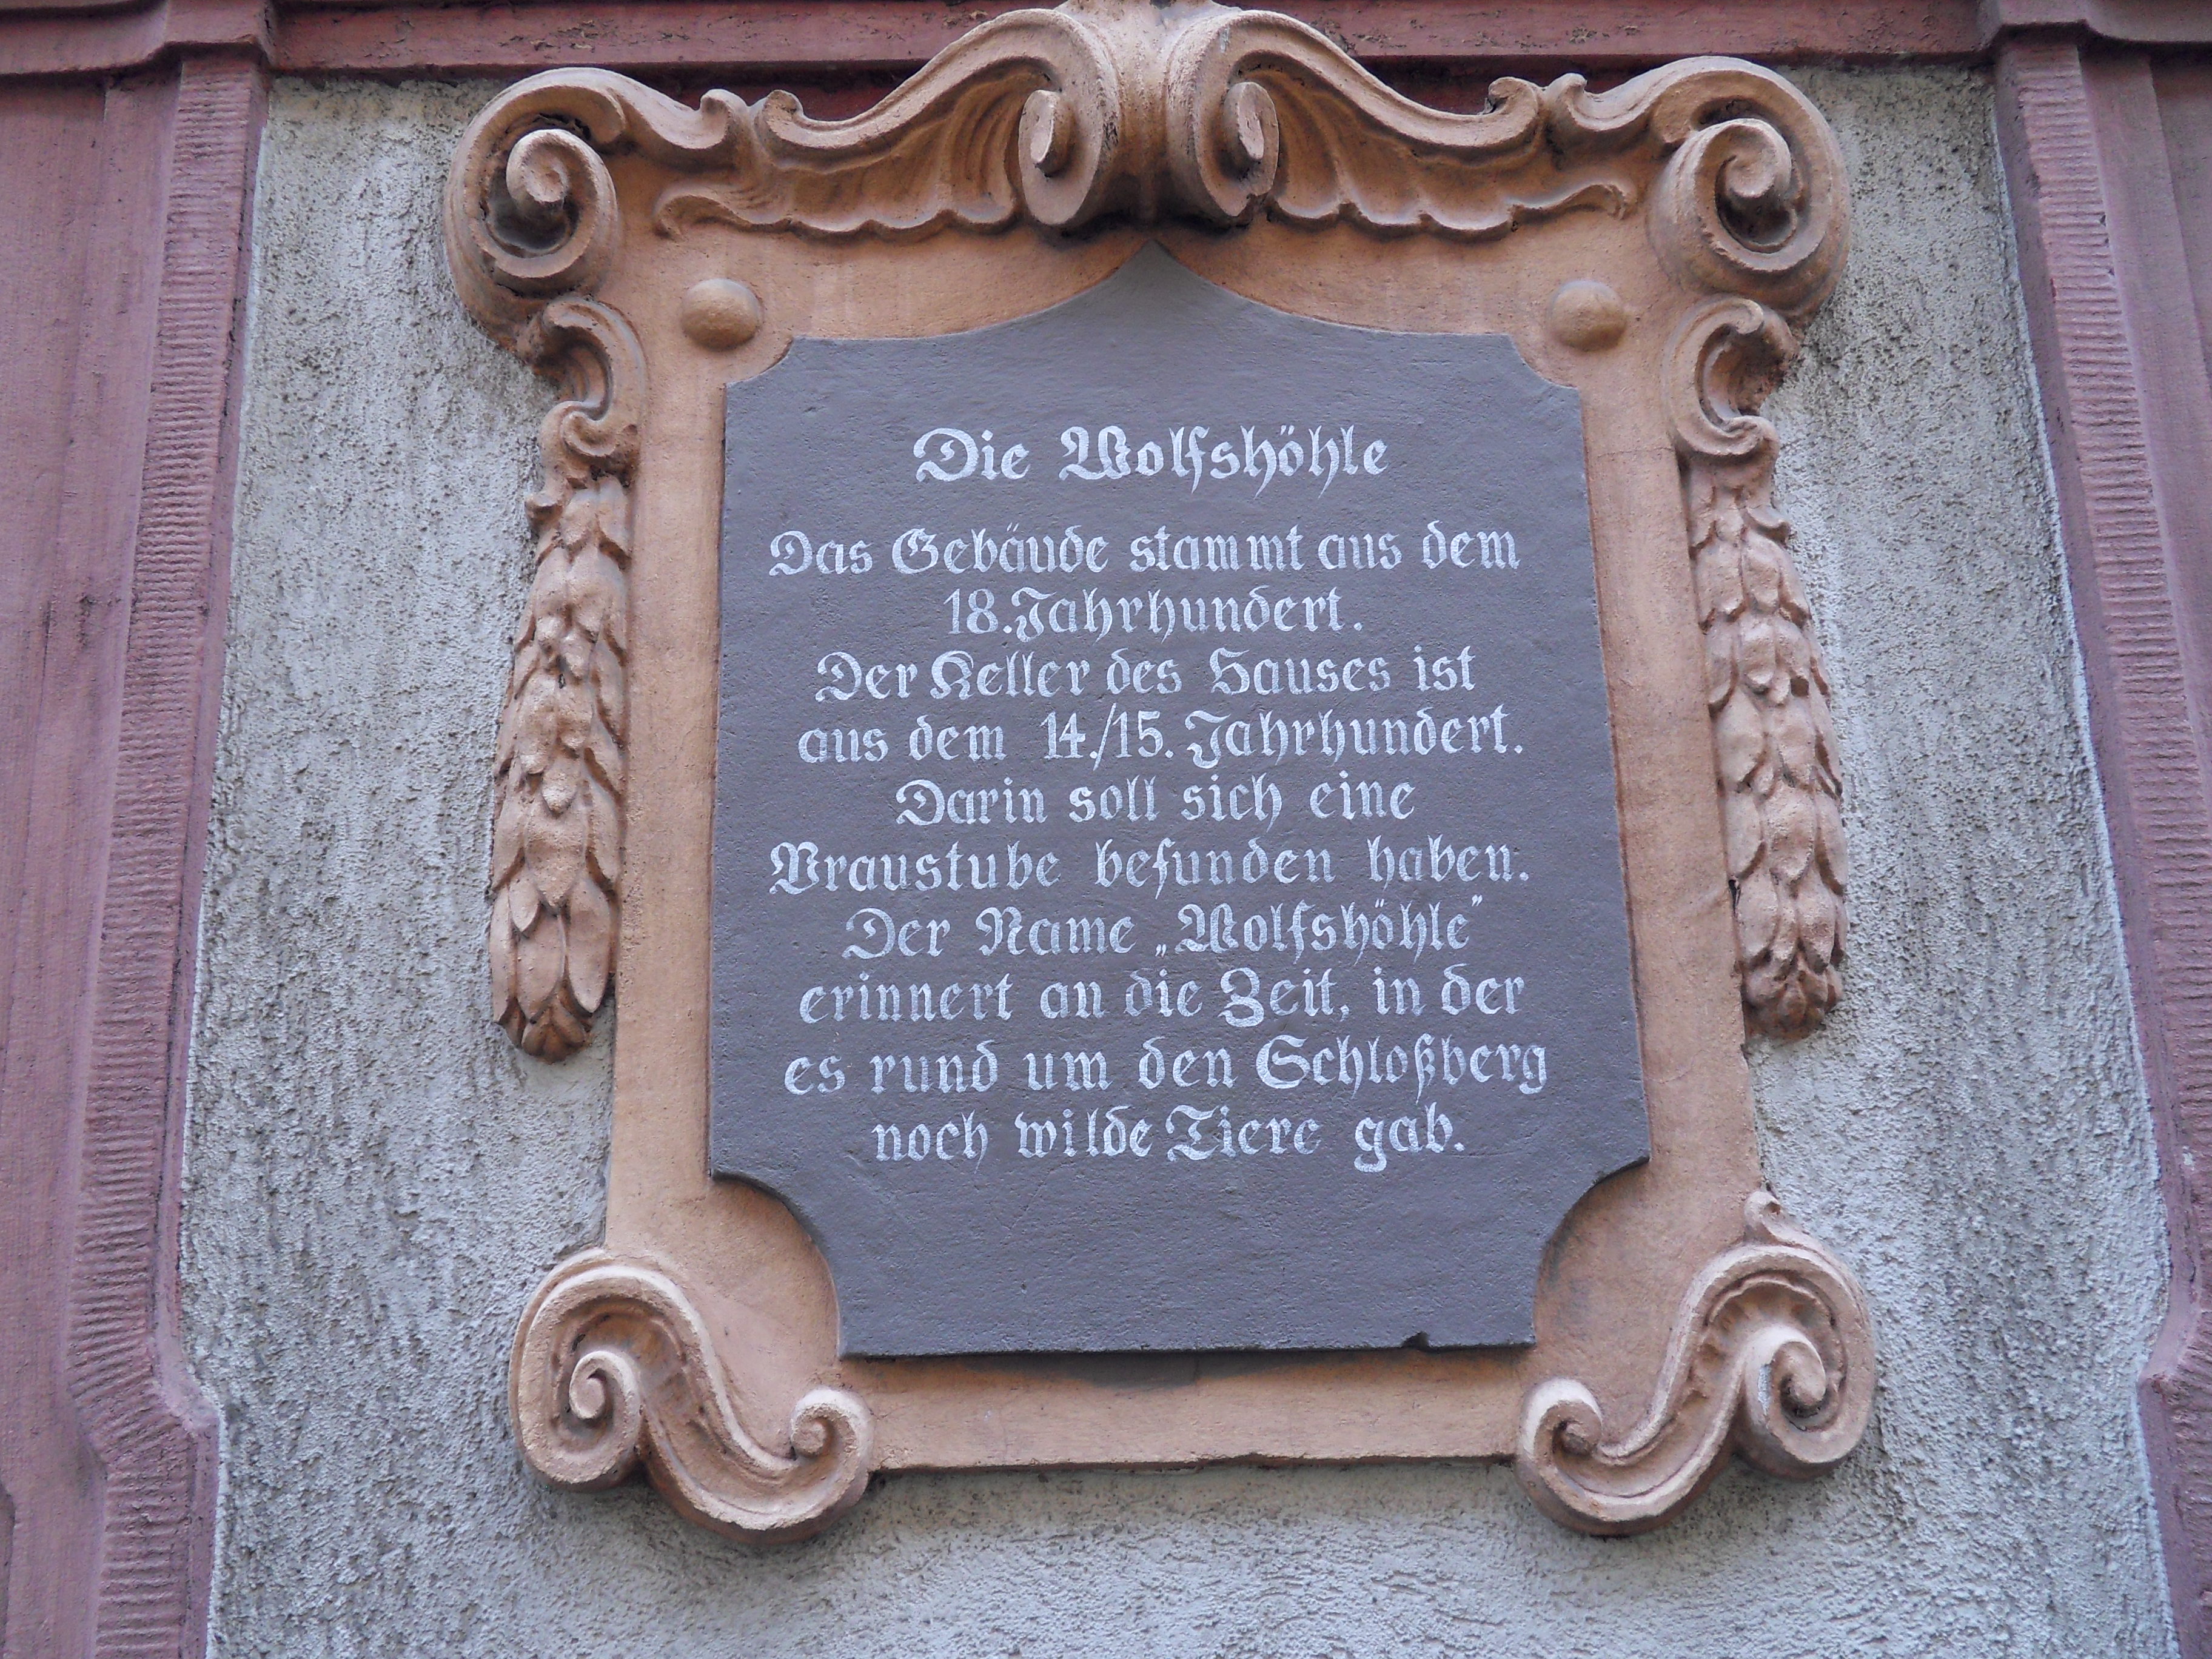 Die Wolfshöhle
Das Gebäude stammt aus dem
18. Jahrhundert.
Der Keller des Hauses ist
aus dem 14./15. Jahrhundert.
Darin soll sich eine
Braustube befunden haben.
Der Name „Wolfshöhle"
erinnert an die Zeit, in der
es rund um den Schloßberg
noch wilde Tiere gab.